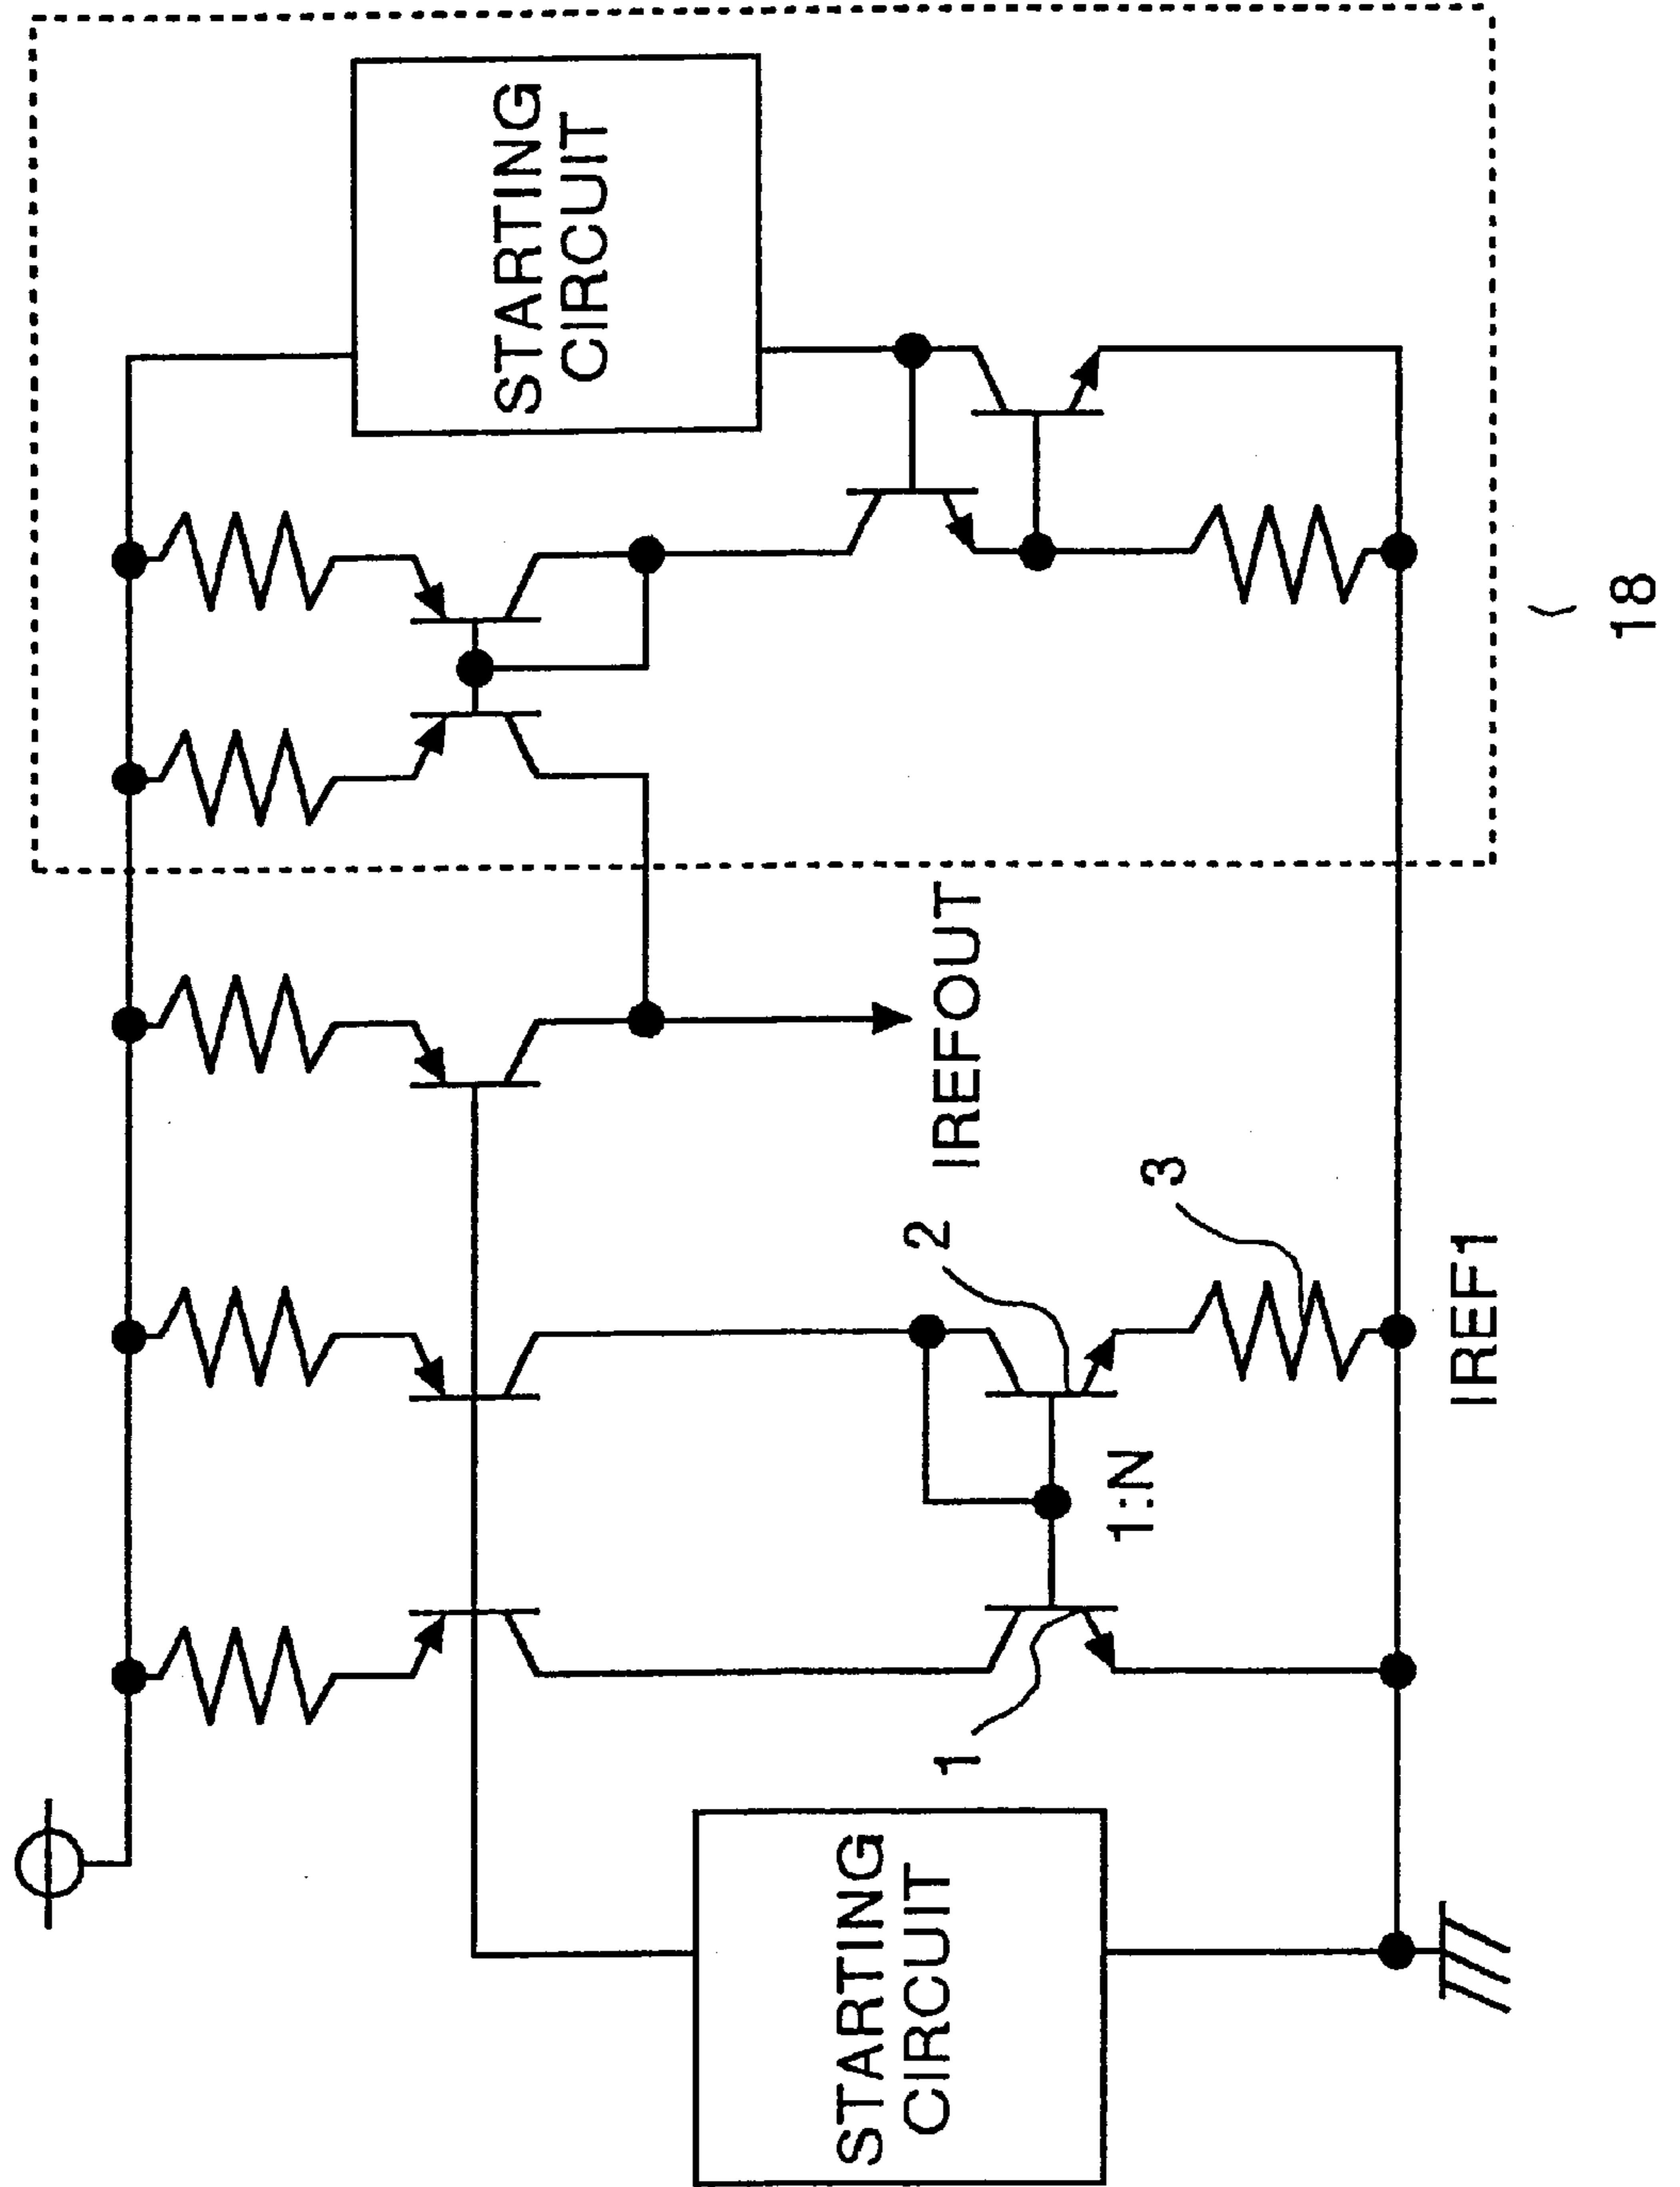 STARTING
CIRCUIT
18
IREFOUT
3
2
IREF1
1:N
1
STARTING
CIRCUIT